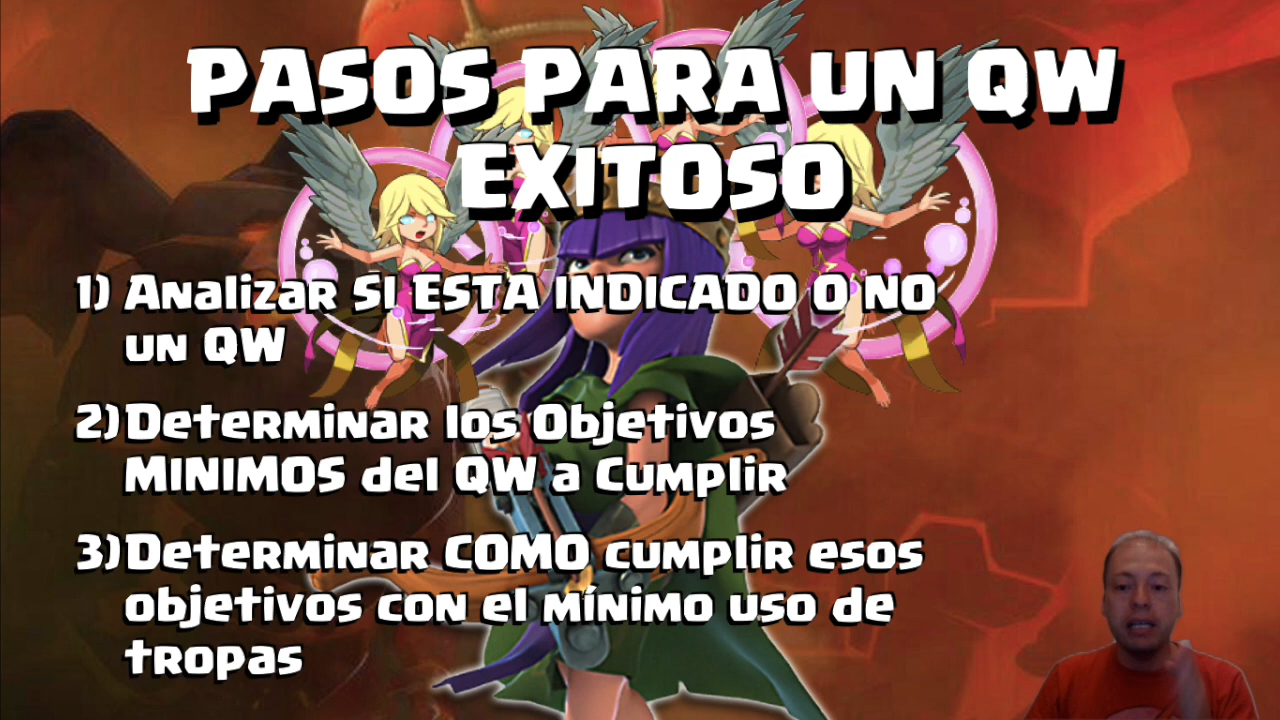 PASOS PARA UN QW
EXITOSO
1) Analizar SI ESTA INDICADO O NO
un QW
2) Determinar los Objetivos
MINIMOS del QW a Cumplir
3) Determinar COMO cumplir esos
objetivos con el mínimo uso de
tropas